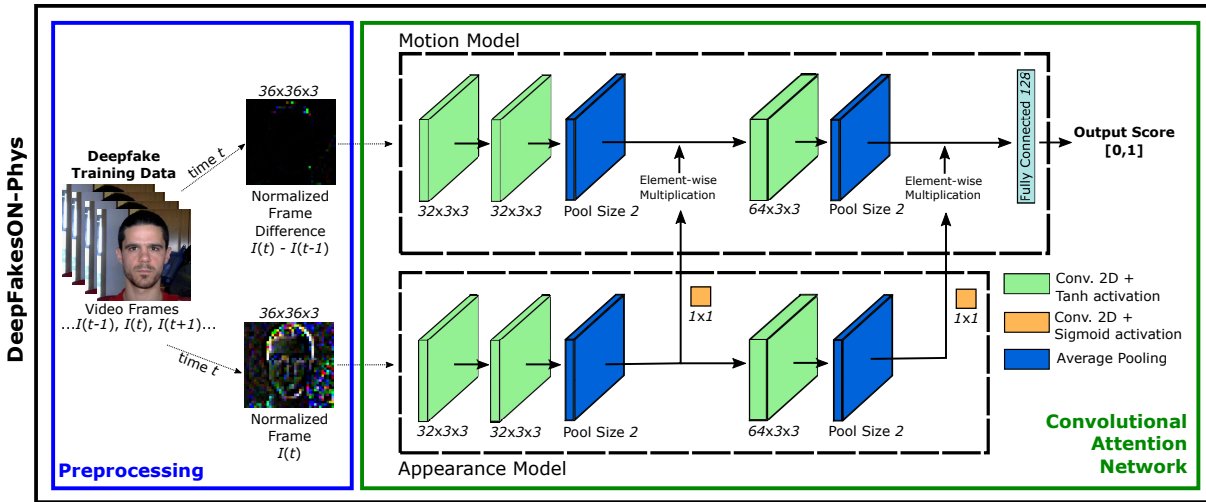 DeepFakesON-Phys
Deepfake
Training Data
Video Frames
...I(t-1), I(t), I(t+1)...
time t
time t
36x36x3
Normalized
Frame
Difference
I(t) - I(t-1)
36x36x3
Normalized
Frame
I(t)
Preprocessing
Motion Model
32x3x3
32x3x3
Pool Size 2
Element-wise
Multiplication
64x3x3
Pool Size 2
Element-wise
Multiplication
Fully Connected 128
Output Score
[0,1]
1x1
1x1
32x3x3
32x3x3
Pool Size 2
64x3x3
Pool Size 2
Appearance Model
Conv. 2D +
Tanh activation
Conv. 2D +
Sigmoid activation
Average Pooling
Convolutional
Attention
Network